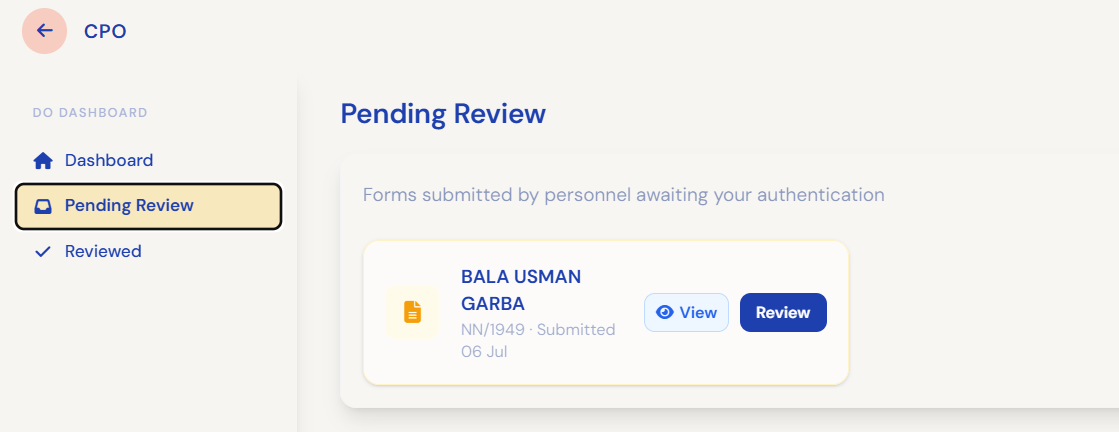 CPO
DO DASHBOARD
Dashboard
Pending Review
Reviewed
Pending Review
Forms submitted by personnel awaiting your authentication
BALA USMAN
GARBA
NN/1949 · Submitted
06 Jul
View
Review